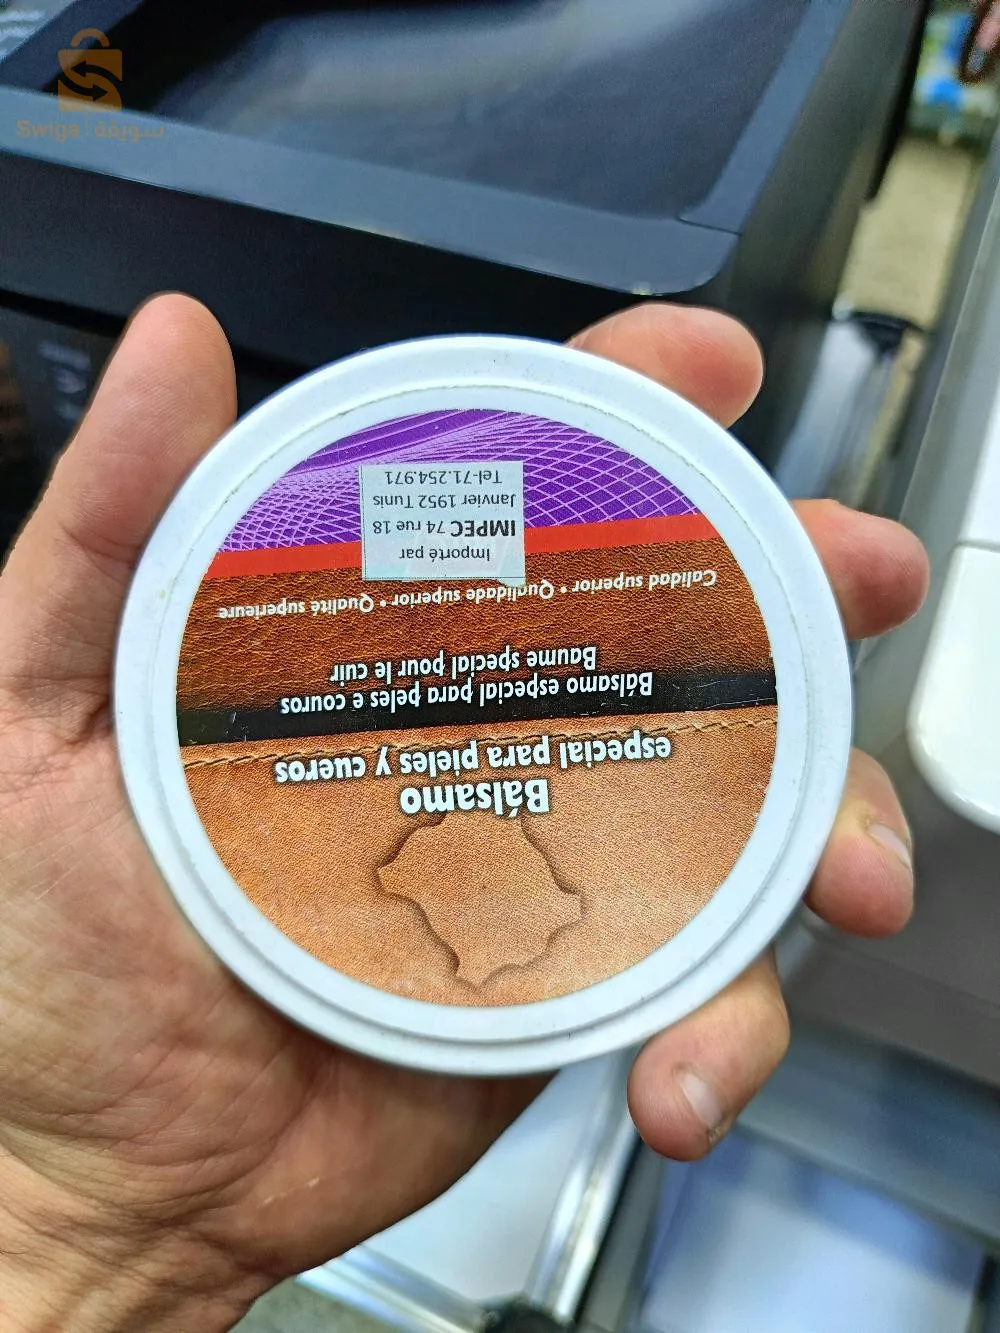 Swiga | سويقة
Bálsamo
especial para pieles y cueros
Bálsamo especial para peles e couros
Baume special pour le cuir
Calidad superior • Qualidade superior • Qualité superieure
Importé par
IMPEC 74 rue 18
Janvier 1952 Tunis
Tel-71.254.971